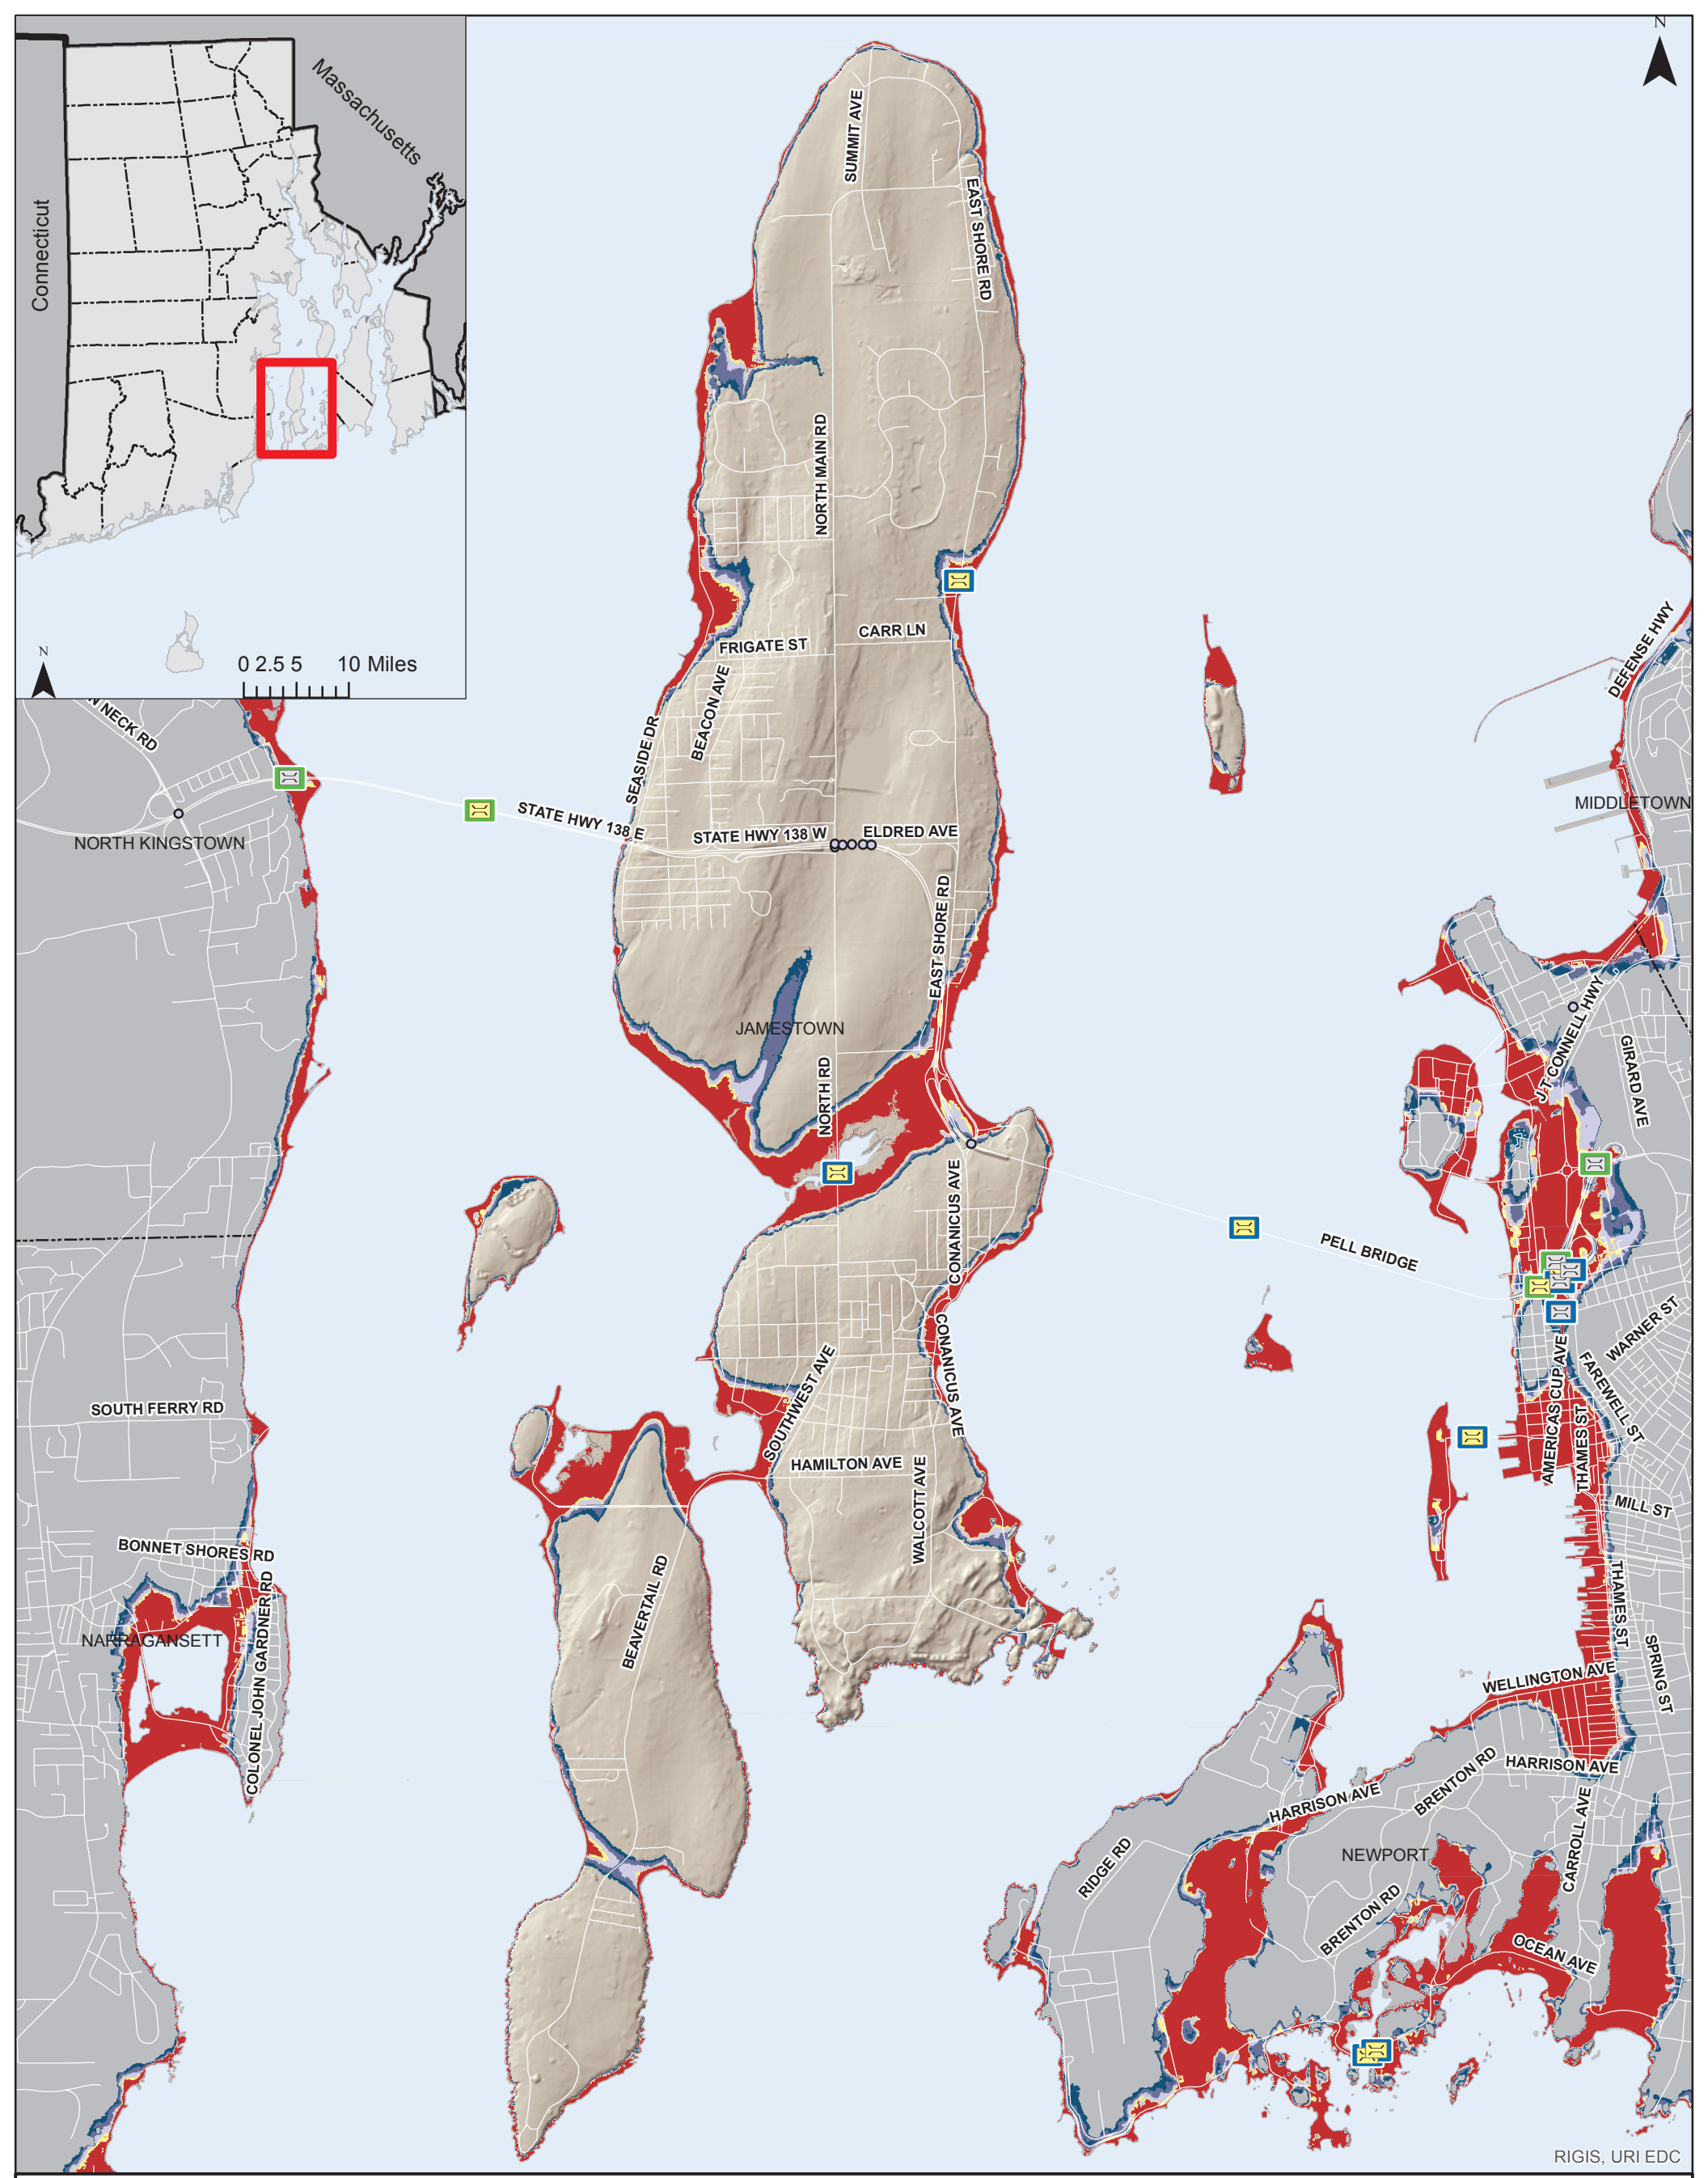 N
Massachusetts
Connecticut
N
0 2.5 5 10 Miles
SUMMIT AVE
EAST SHORE RD
NORTH MAIN RD
FRIGATE ST
CARR LN
BEACON AVE
SEASIDE DR
DEFENSE HWY
N NECK RD
STATE HWY 138 E
STATE HWY 138 W
ELDRED AVE
MIDDLETOWN
NORTH KINGSTOWN
EAST SHORE RD
JAMESTOWN
NORTH RD
J T CONNELL HWY
GIRARD AVE
CONANICUS AVE
PELL BRIDGE
WARNER ST
CONANICUS AVE
SOUTHWEST AVE
FAREWELL ST
AMERICAS CUP AVE
THAMES ST
SOUTH FERRY RD
HAMILTON AVE
WALCOTT AVE
MILL ST
BONNET SHORES RD
BEAVERTAIL RD
THAMES ST
NARRAGANSETT
COLONEL JOHN GARDNER RD
SPRING ST
WELLINGTON AVE
HARRISON AVE
BRENTON RD
HARRISON AVE
CARROLL AVE
NEWPORT
RIDGE RD
BRENTON RD
OCEAN AVE
RIGIS, URI EDC